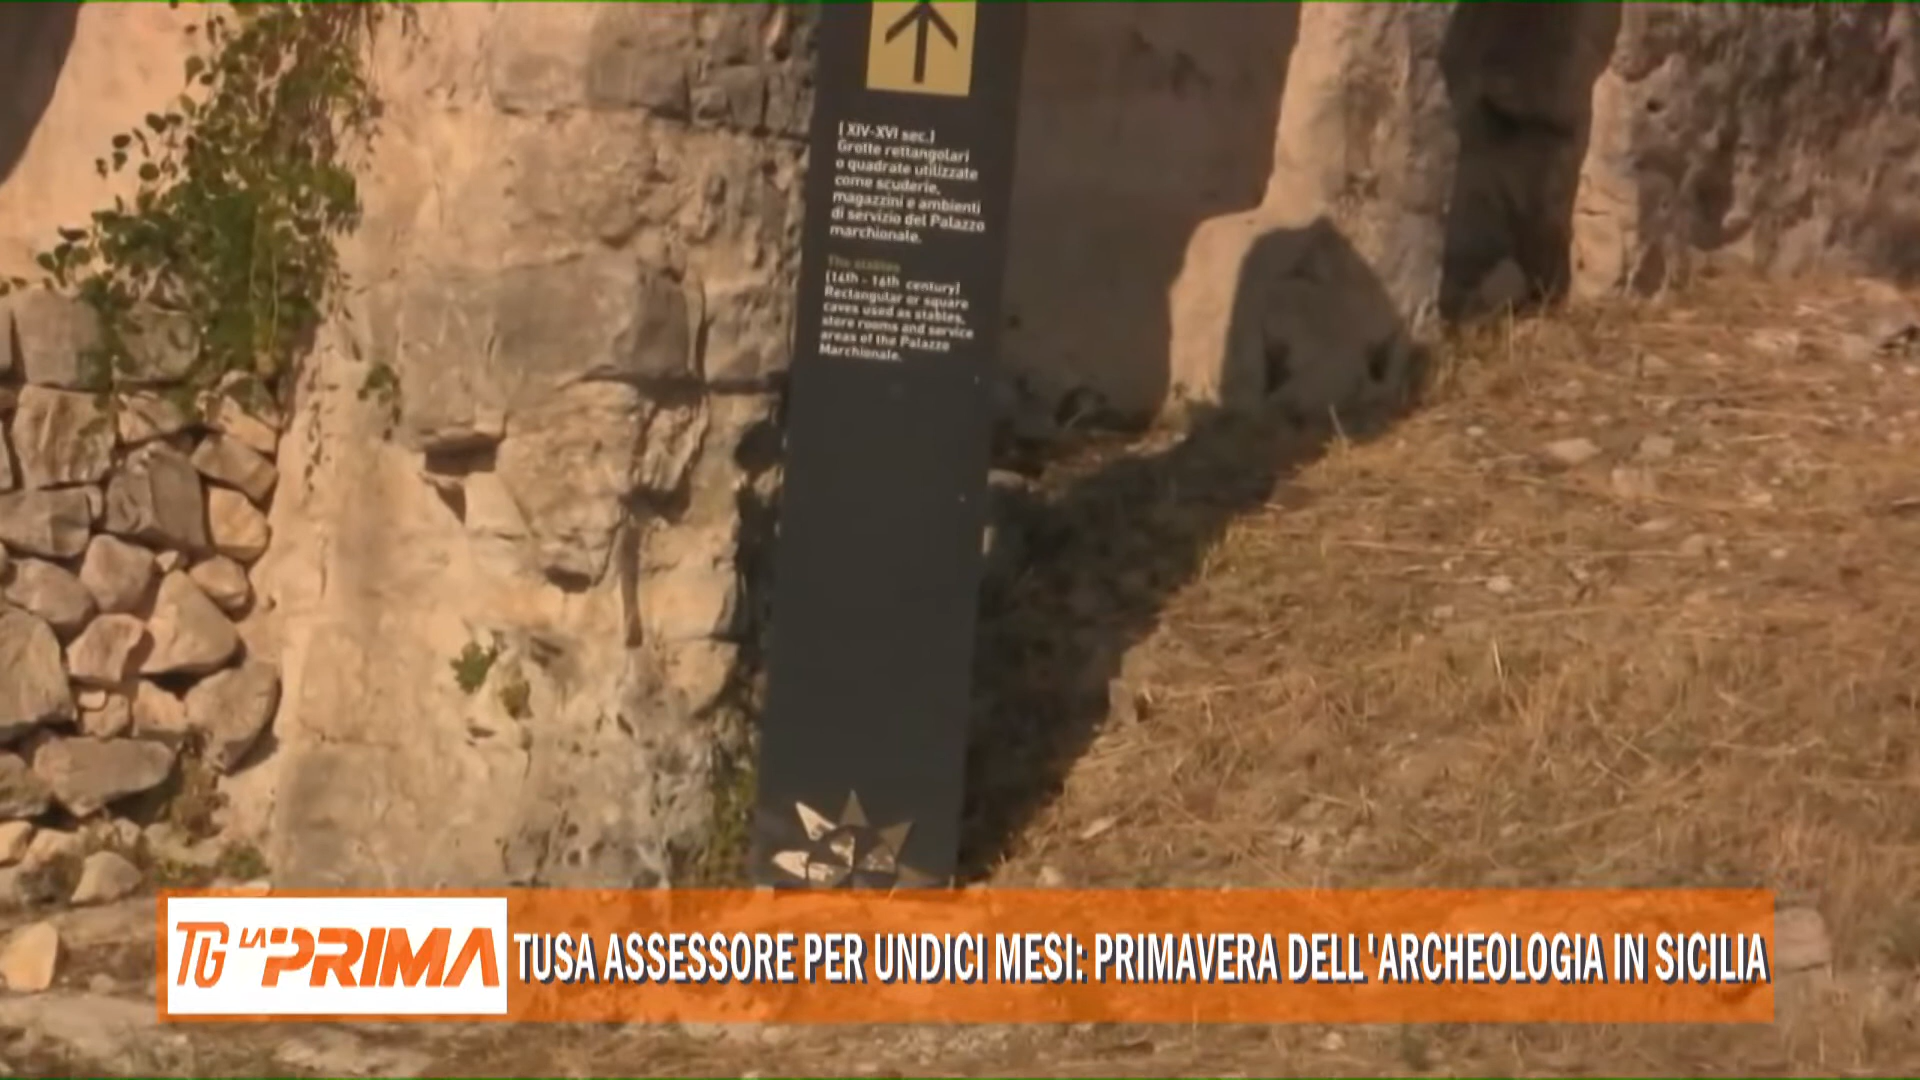 [ XIV-XVI sec.]
Grotte rettangolari
o quadrate utilizzate
come scuderie,
magazzini e ambienti
di servizio del Palazzo
marchionale.
The stables
[14th - 16th century]
Rectangular or square
caves used as stables,
store rooms and service
areas of the Palazzo
Marchionale.
TG LA PRIMA
TUSA ASSESSORE PER UNDICI MESI: PRIMAVERA DELL'ARCHEOLOGIA IN SICILIA